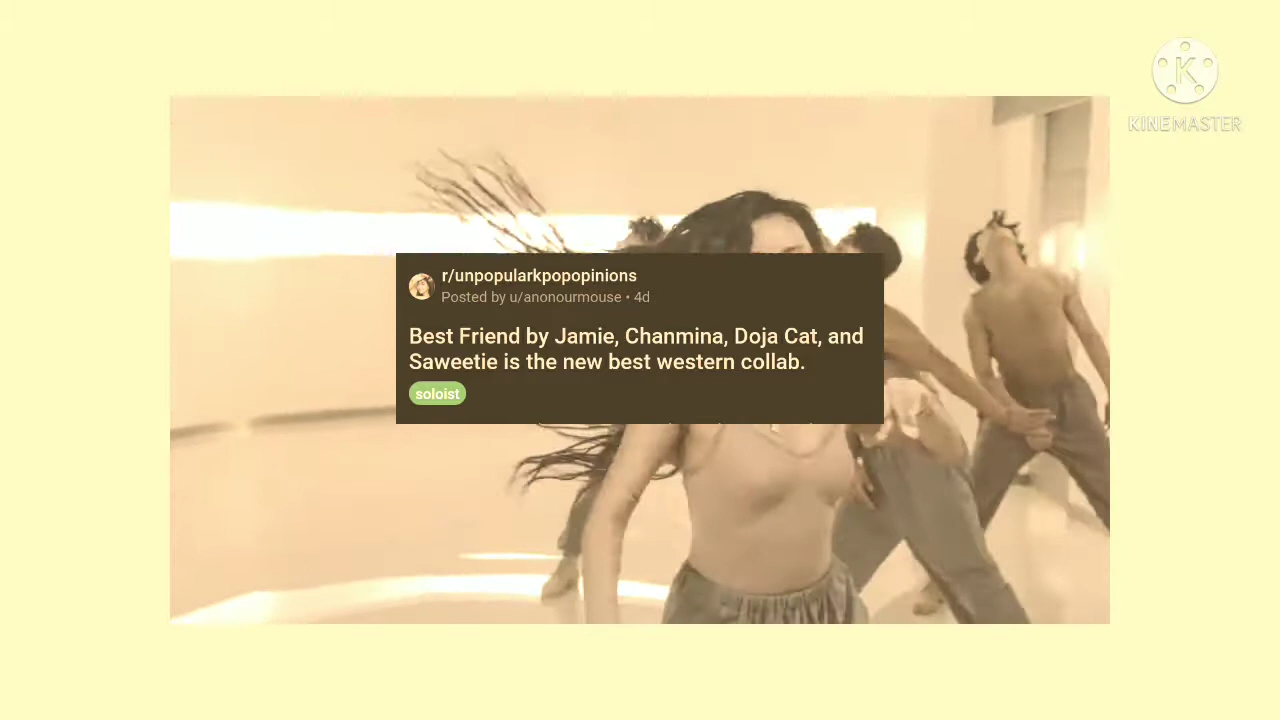 KINEMASTER
r/unpopularkpopopinions
Posted by u/anonourmouse • 4d
Best Friend by Jamie, Chanmina, Doja Cat, and
Saweetie is the new best western collab.
soloist